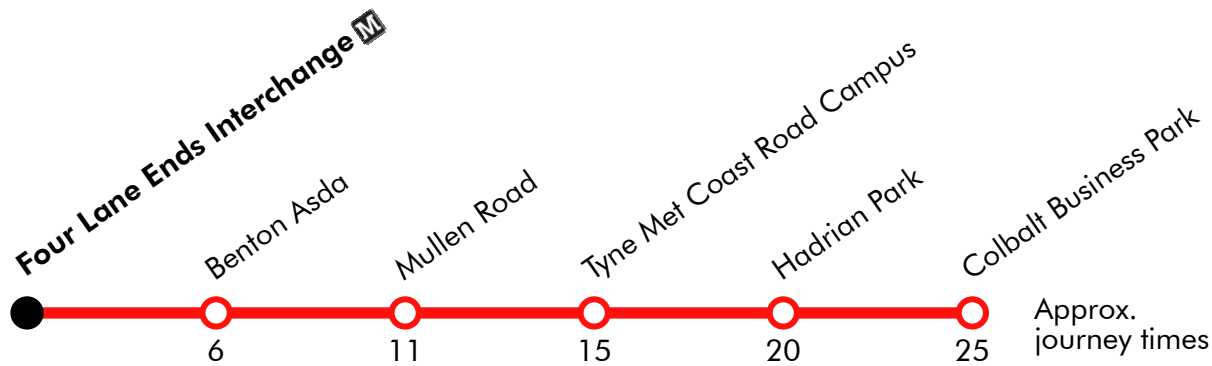 Four Lane Ends Interchange M
Benton Asda
Mullen Road
Tyne Met Coast Road Campus
Hadrian Park
Colbalt Business Park
6
11
15
20
25
Approx.
journey times